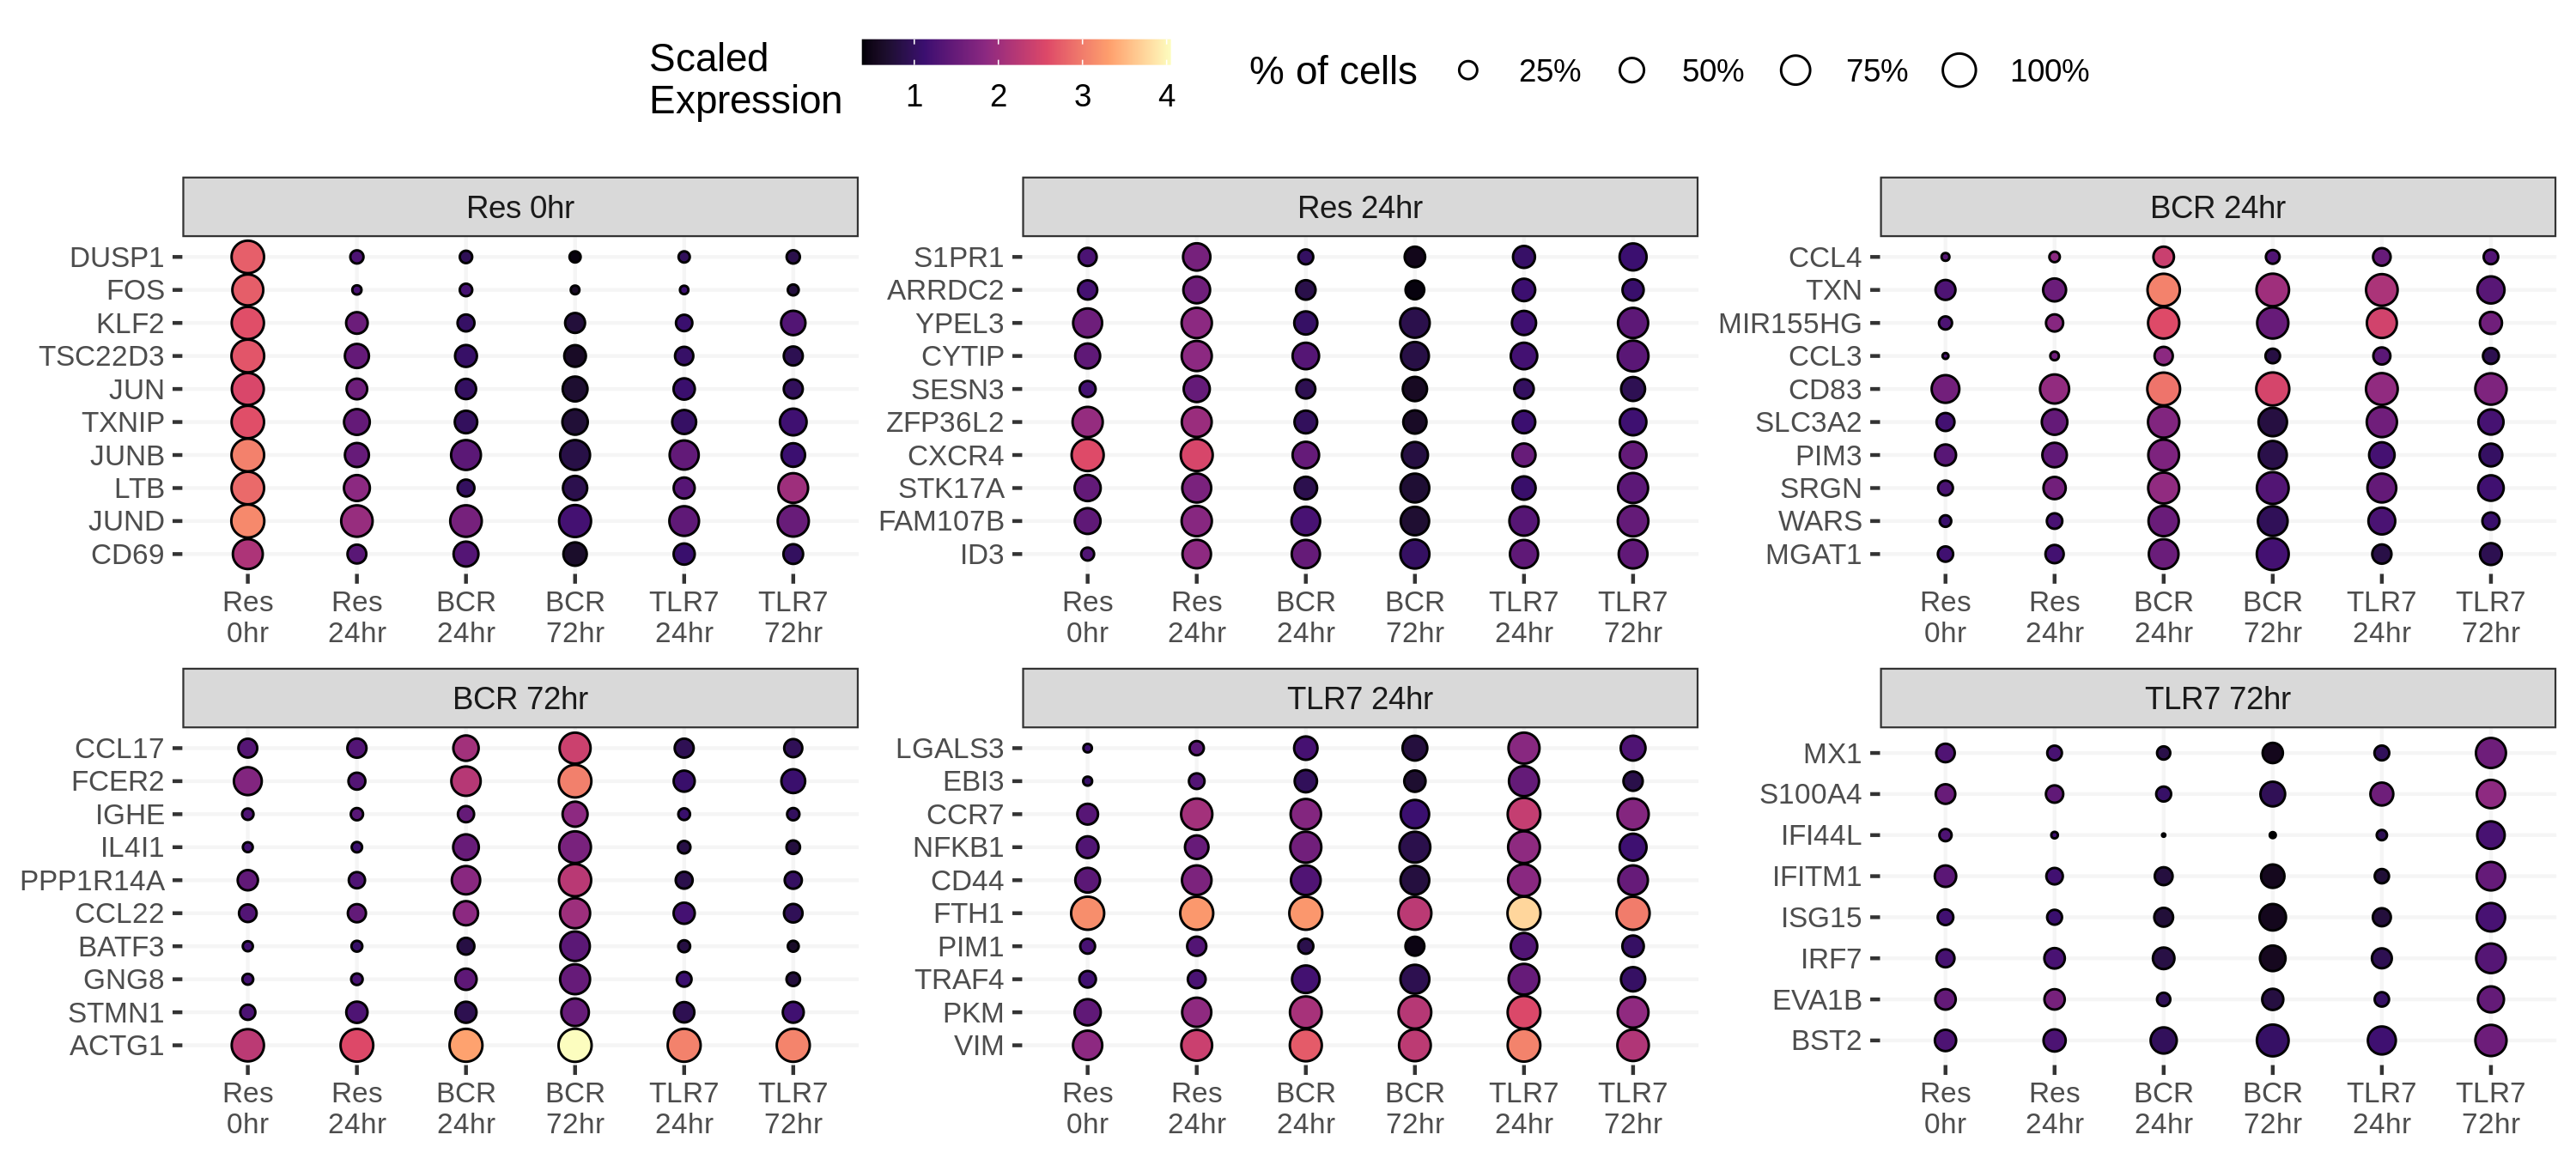 Scaled
Expression
1 2 3 4
% of cells 25% 50% 75% 100%
Res 0hr
DUSP1
FOS
KLF2
TSC22D3
JUN
TXNIP
JUNB
LTB
JUND
CD69
Res Res BCR BCR TLR7 TLR7
0hr 24hr 24hr 72hr 24hr 72hr
Res 24hr
S1PR1
ARRDC2
YPEL3
CYTIP
SESN3
ZFP36L2
CXCR4
STK17A
FAM107B
ID3
Res Res BCR BCR TLR7 TLR7
0hr 24hr 24hr 72hr 24hr 72hr
BCR 24hr
CCL4
TXN
MIR155HG
CCL3
CD83
SLC3A2
PIM3
SRGN
WARS
MGAT1
Res Res BCR BCR TLR7 TLR7
0hr 24hr 24hr 72hr 24hr 72hr
BCR 72hr
CCL17
FCER2
IGHE
IL4I1
PPP1R14A
CCL22
BATF3
GNG8
STMN1
ACTG1
Res Res BCR BCR TLR7 TLR7
0hr 24hr 24hr 72hr 24hr 72hr
TLR7 24hr
LGALS3
EBI3
CCR7
NFKB1
CD44
FTH1
PIM1
TRAF4
PKM
VIM
Res Res BCR BCR TLR7 TLR7
0hr 24hr 24hr 72hr 24hr 72hr
TLR7 72hr
MX1
S100A4
IFI44L
IFITM1
ISG15
IRF7
EVA1B
BST2
Res Res BCR BCR TLR7 TLR7
0hr 24hr 24hr 72hr 24hr 72hr